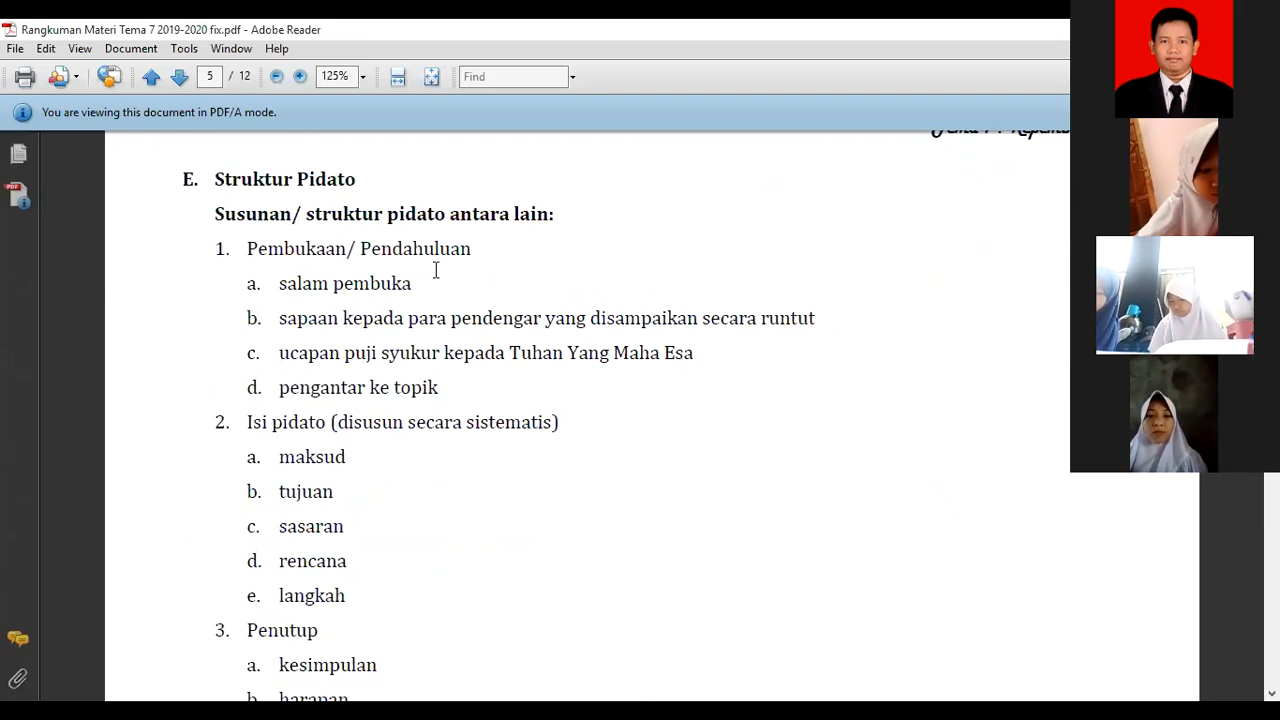 Rangkuman Materi Tema 7 2019-2020 fix.pdf - Adobe Reader
File Edit View Document Tools Window Help
5 / 12 125% Find
You are viewing this document in PDF/A mode.
E. Struktur Pidato
Susunan/ struktur pidato antara lain:
1. Pembukaan/ Pendahuluan
a. salam pembuka
b. sapaan kepada para pendengar yang disampaikan secara runtut
c. ucapan puji syukur kepada Tuhan Yang Maha Esa
d. pengantar ke topik
2. Isi pidato (disusun secara sistematis)
a. maksud
b. tujuan
c. sasaran
d. rencana
e. langkah
3. Penutup
a. kesimpulan
b. harapan